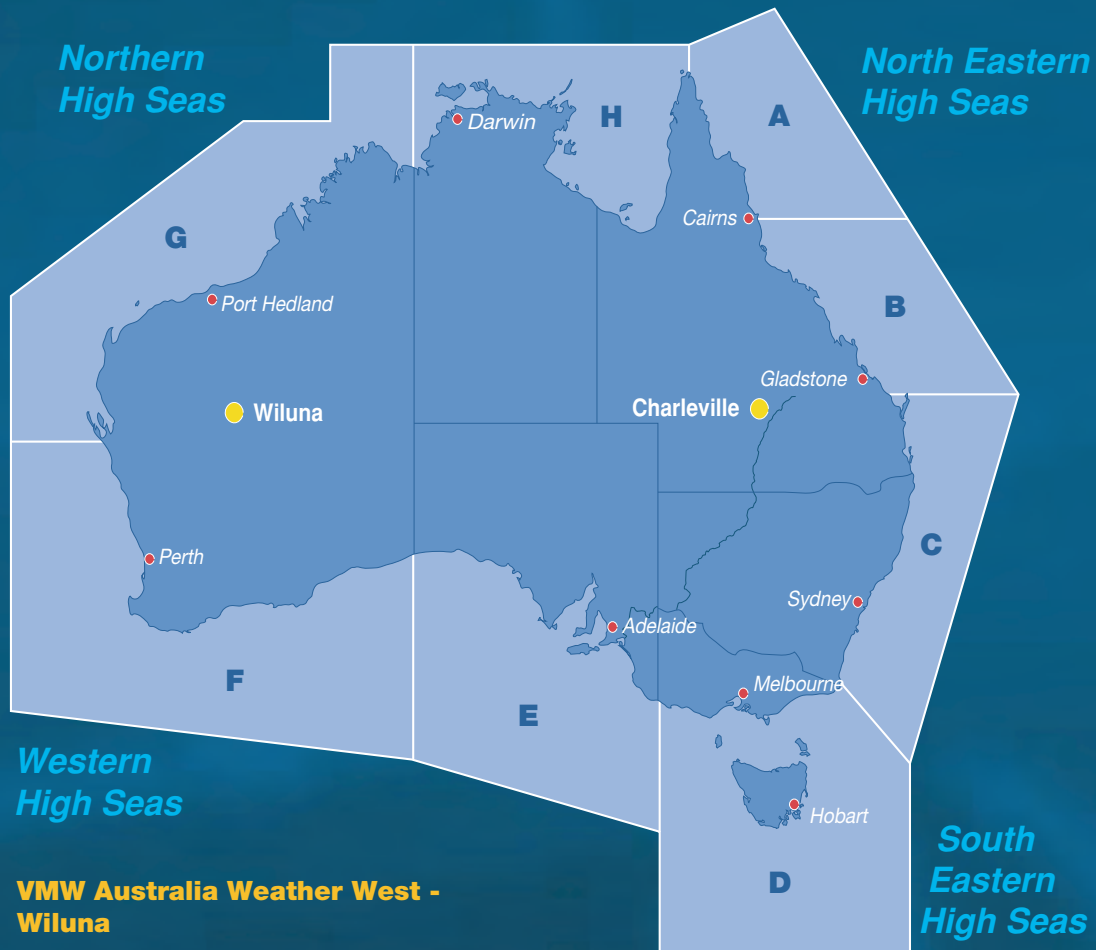 Northern
High Seas
North Eastern
High Seas
H
A
Darwin
Cairns
G
Port Hedland
B
Gladstone
Wiluna
Charleville
C
Perth
Sydney
Adelaide
F
Melbourne
E
Western
High Seas
Hobart
South
Eastern
High Seas
D
VMW Australia Weather West -
Wiluna